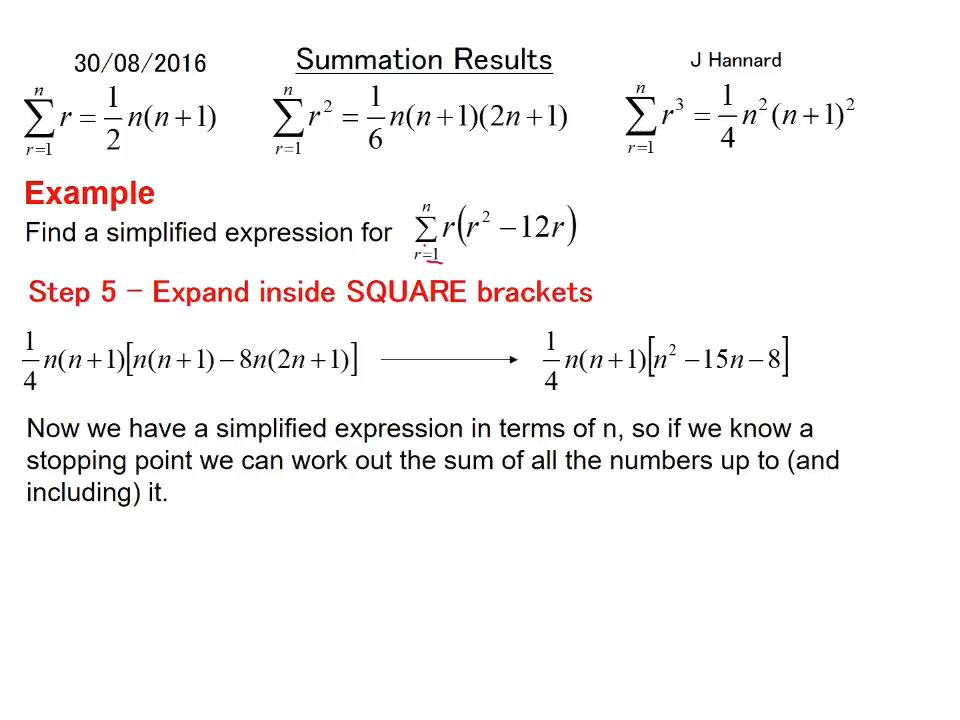 30/08/2016 Summation Results J Hannard
∑_{r=1}^{n} r = 1/2 n(n + 1) ∑_{r=1}^{n} r² = 1/6 n(n + 1)(2n + 1) ∑_{r=1}^{n} r³ = 1/4 n²(n + 1)²
Example
Find a simplified expression for ∑_{r=1}^{n} r(r² − 12r)
Step 5 - Expand inside SQUARE brackets
1/4 n(n + 1)[n(n + 1) − 8n(2n + 1)] → 1/4 n(n + 1)[n² − 15n − 8]
Now we have a simplified expression in terms of n, so if we know a
stopping point we can work out the sum of all the numbers up to (and
including) it.